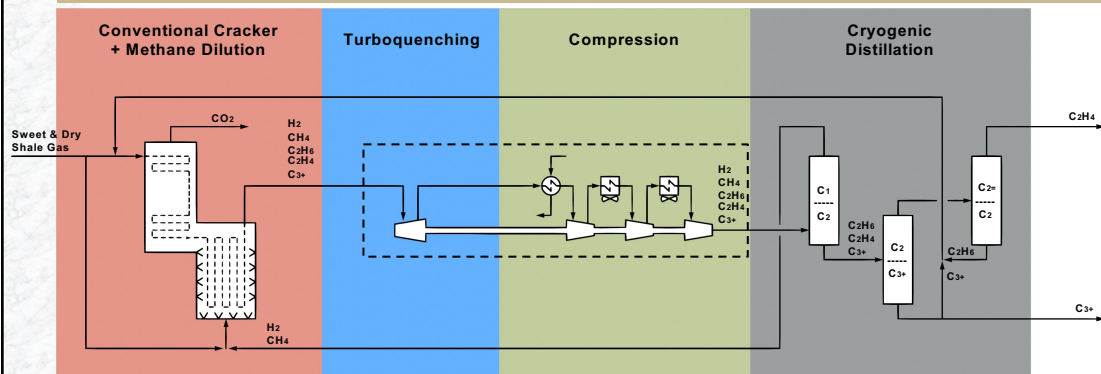 Conventional Cracker
+ Methane Dilution
Turboquenching
Compression
Cryogenic
Distillation
Sweet & Dry
Shale Gas
CO2
H2
CH4
C2H6
C2H4
C3+
H2
CH4
C2H6
C2H4
C3+
C1
-----
C2
C2H6
C2H4
C3+
C2
-----
C3+
C2=
-----
C2
C2H6
C3+
C2H4
C3+
H2
CH4